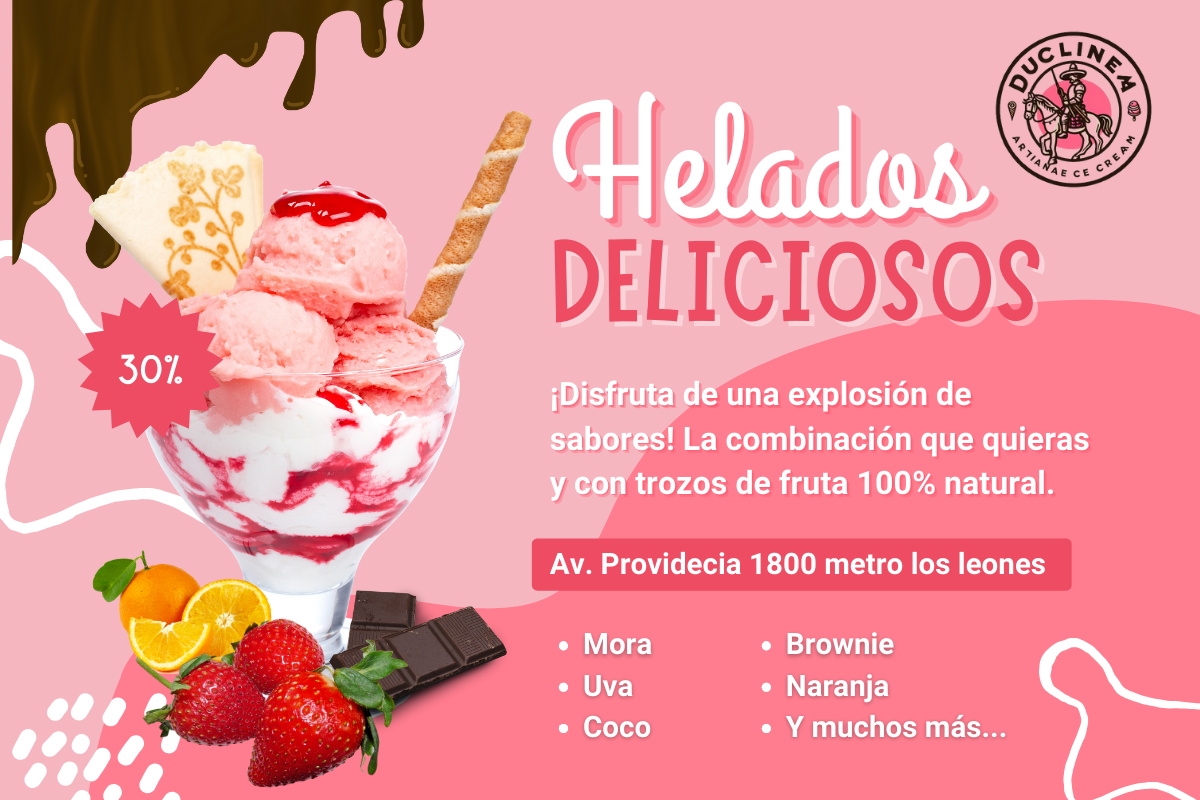 DUCLINEM
ARTIANAE CE CREAM
Helados
DELICIOSOS
30%
¡Disfruta de una explosión de
sabores! La combinación que quieras
y con trozos de fruta 100% natural.
Av. Providecia 1800 metro los leones
Mora
Uva
Coco
Brownie
Naranja
Y muchos más...